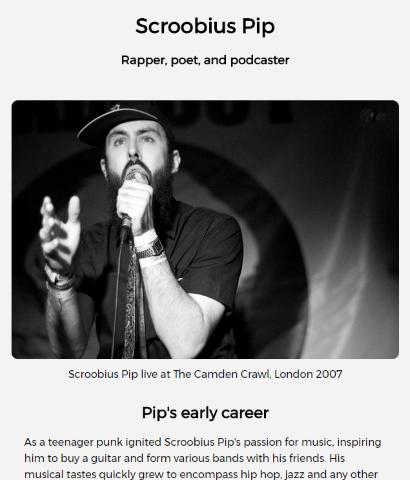 Scroobius Pip
Rapper, poet, and podcaster
Scroobius Pip live at The Camden Crawl, London 2007
Pip's early career
As a teenager punk ignited Scroobius Pip's passion for music, inspiring
him to buy a guitar and form various bands with his friends. His
musical tastes quickly grew to encompass hip hop, jazz and any other